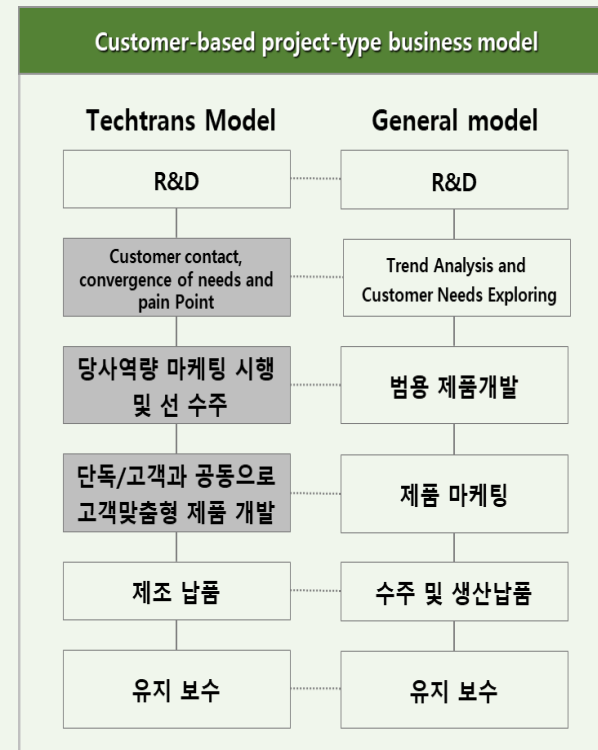 Customer-based project-type business model
Techtrans Model
General model
R&D
R&D
Customer contact,
convergence of needs and
pain Point
Trend Analysis and
Customer Needs Exploring
당사역량 마케팅 시행
및 선 수주
범용 제품개발
단독/고객과 공동으로
고객맞춤형 제품 개발
제품 마케팅
제조 납품
수주 및 생산납품
유지 보수
유지 보수